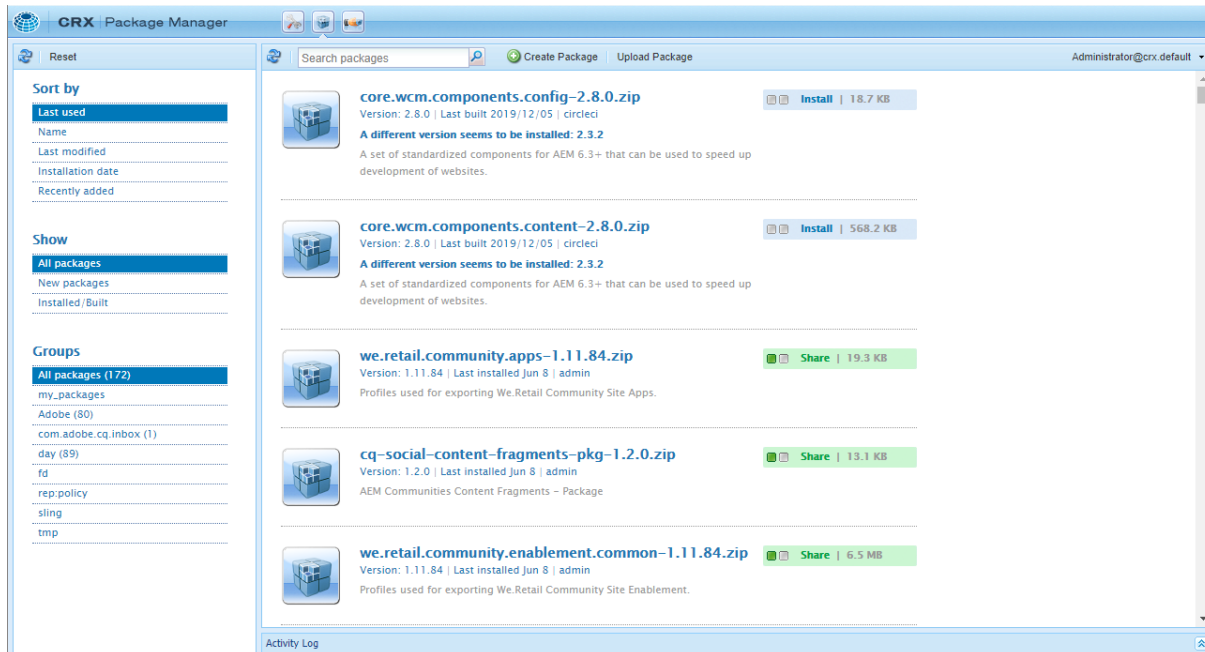 CRX Package Manager
Reset
Sort by
Last used
Name
Last modified
Installation date
Recently added
Show
All packages
New packages
Installed/Built
Groups
All packages (172)
my_packages
Adobe (80)
com.adobe.cq.inbox (1)
day (89)
fd
rep:policy
sling
tmp
Search packages
Create Package
Upload Package
Administrator@crx.default
core.wcm.components.config-2.8.0.zip
Install | 18.7 KB
Version: 2.8.0 | Last built 2019/12/05 | circleci
A different version seems to be installed: 2.3.2
A set of standardized components for AEM 6.3+ that can be used to speed up
development of websites.
core.wcm.components.content-2.8.0.zip
Install | 568.2 KB
Version: 2.8.0 | Last built 2019/12/05 | circleci
A different version seems to be installed: 2.3.2
A set of standardized components for AEM 6.3+ that can be used to speed up
development of websites.
we.retail.community.apps-1.11.84.zip
Share | 19.3 KB
Version: 1.11.84 | Last installed Jun 8 | admin
Profiles used for exporting We.Retail Community Site Apps.
cq-social-content-fragments-pkg-1.2.0.zip
Share | 13.1 KB
Version: 1.2.0 | Last installed Jun 8 | admin
AEM Communities Content Fragments - Package
we.retail.community.enablement.common-1.11.84.zip
Share | 6.5 MB
Version: 1.11.84 | Last installed Jun 8 | admin
Profiles used for exporting We.Retail Community Site Enablement.
Activity Log